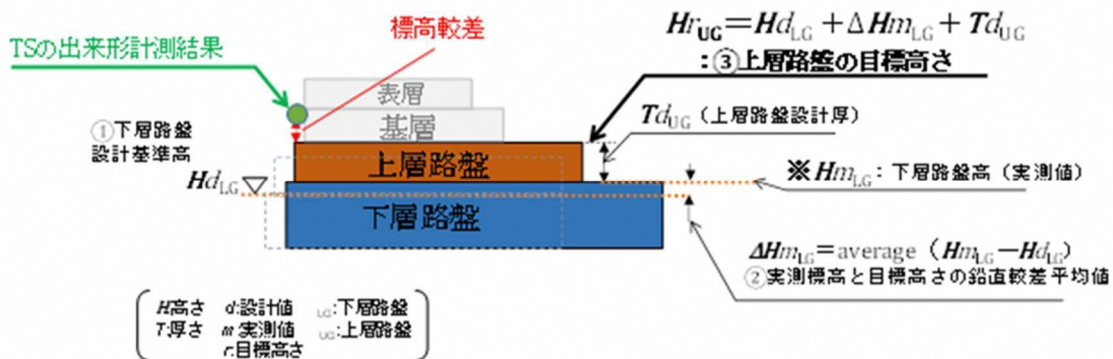 TSの出来形計測結果
標高較差
Hr_UG=Hd_LG+ΔHm_LG+Td_UG
:③上層路盤の目標高さ
表層
基層
Td_UG(上層路盤設計厚)
①下層路盤
設計基準高
上層路盤
Hd_LG
※Hm_LG:下層路盤高(実測値)
下層路盤
ΔHm_LG=average(Hm_LG−Hd_LG)
②実測標高と目標高さの鉛直較差平均値
H高さ d:設計値 LG:下層路盤
T:厚さ m:実測値 UG:上層路盤
r:目標高さ